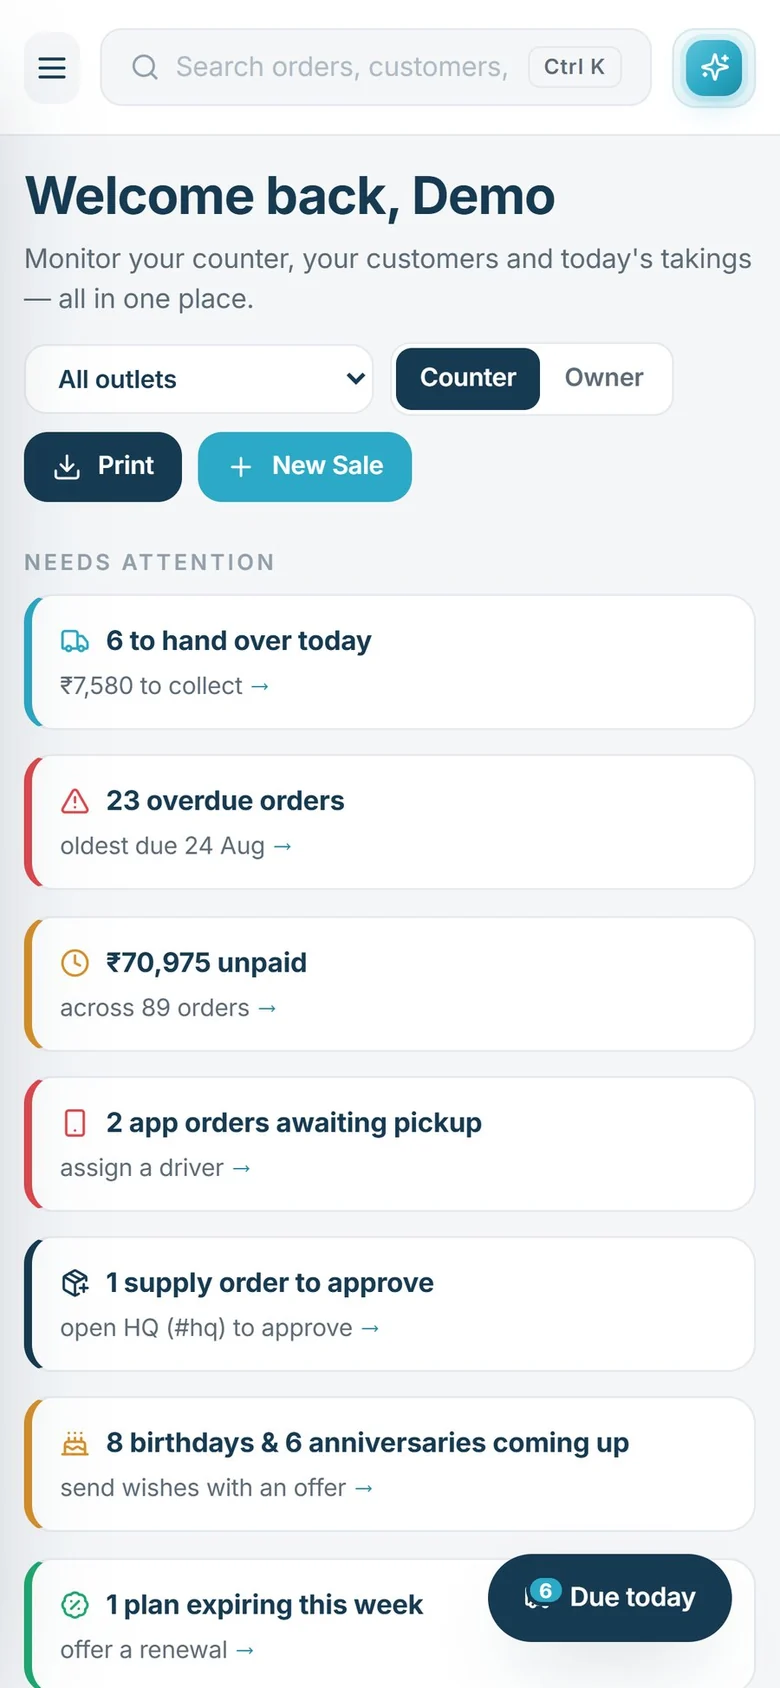 Search orders, customers,
Ctrl K
Welcome back, Demo
Monitor your counter, your customers and today's takings
— all in one place.
All outlets
Counter
Owner
Print
New Sale
NEEDS ATTENTION
6 to hand over today
₹7,580 to collect →
23 overdue orders
oldest due 24 Aug →
₹70,975 unpaid
across 89 orders →
2 app orders awaiting pickup
assign a driver →
1 supply order to approve
open HQ (#hq) to approve →
8 birthdays & 6 anniversaries coming up
send wishes with an offer →
1 plan expiring this week
offer a renewal →
6 Due today